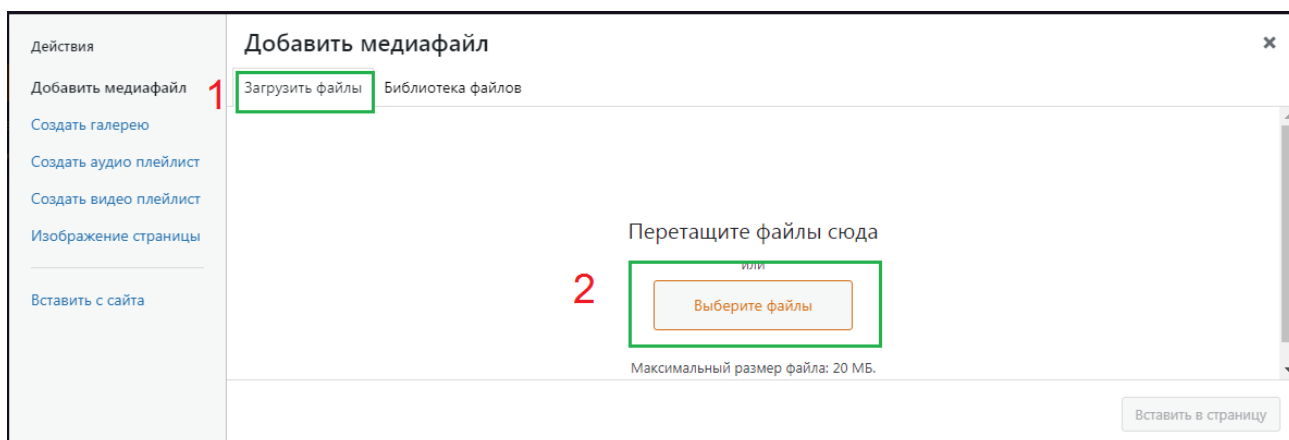 Действия
Добавить медиафайл
Создать галерею
Создать аудио плейлист
Создать видео плейлист
Изображение страницы
Вставить с сайта
Добавить медиафайл
1
Загрузить файлы Библиотека файлов
Перетащите файлы сюда
или
2
Выберите файлы
Максимальный размер файла: 20 МБ.
Вставить в страницу